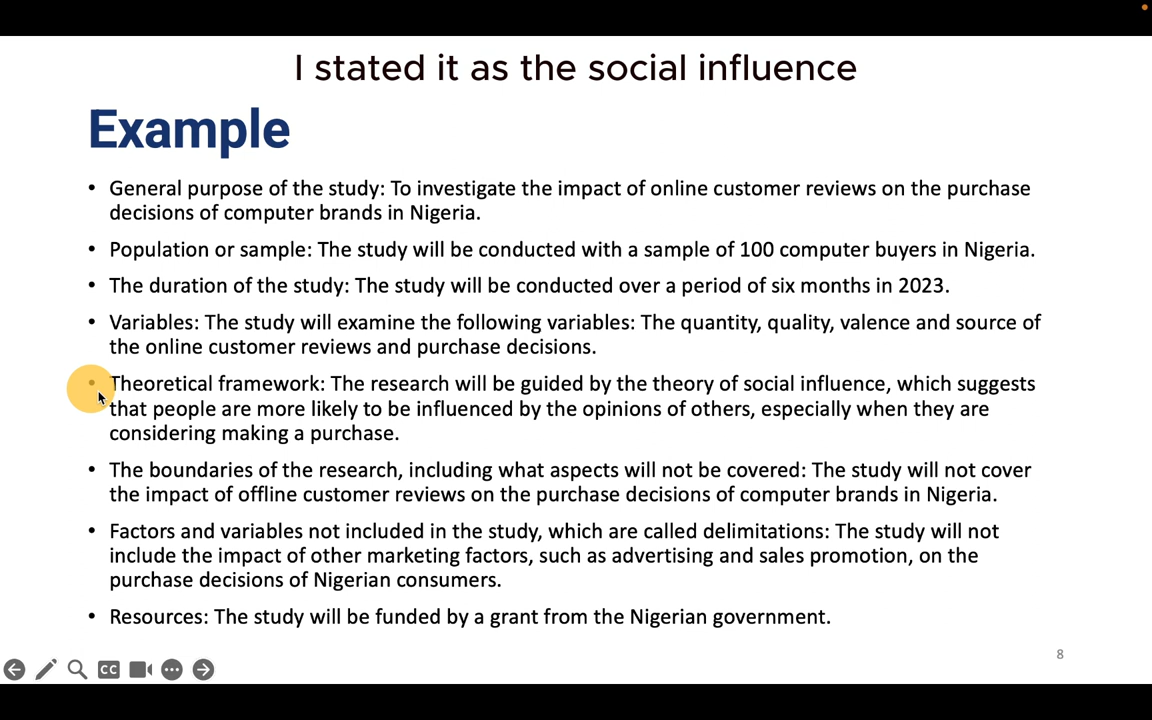 I stated it as the social influence
Example
• General purpose of the study: To investigate the impact of online customer reviews on the purchase
decisions of computer brands in Nigeria.
• Population or sample: The study will be conducted with a sample of 100 computer buyers in Nigeria.
• The duration of the study: The study will be conducted over a period of six months in 2023.
• Variables: The study will examine the following variables: The quantity, quality, valence and source of
the online customer reviews and purchase decisions.
• Theoretical framework: The research will be guided by the theory of social influence, which suggests
that people are more likely to be influenced by the opinions of others, especially when they are
considering making a purchase.
• The boundaries of the research, including what aspects will not be covered: The study will not cover
the impact of offline customer reviews on the purchase decisions of computer brands in Nigeria.
• Factors and variables not included in the study, which are called delimitations: The study will not
include the impact of other marketing factors, such as advertising and sales promotion, on the
purchase decisions of Nigerian consumers.
• Resources: The study will be funded by a grant from the Nigerian government.
8
CC